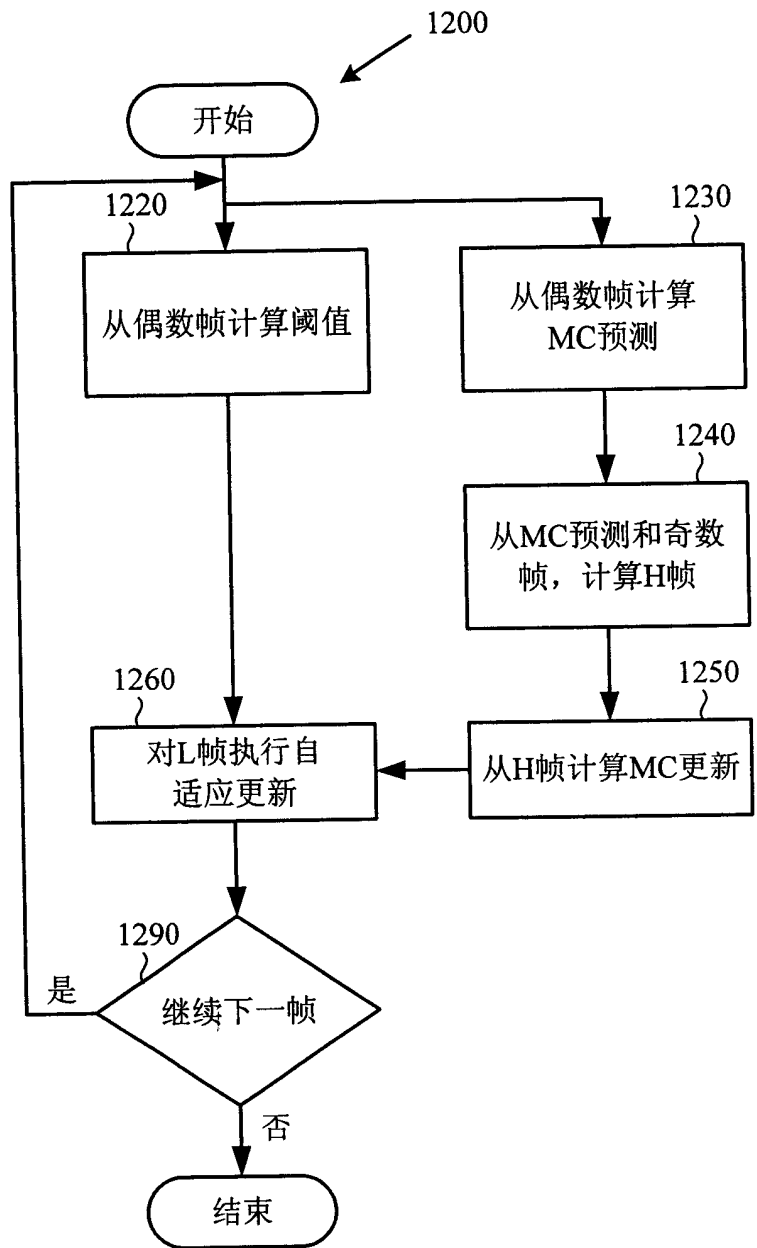 1200
开始
1220
从偶数帧计算阈值
1230
从偶数帧计算
MC预测
1240
从MC预测和奇数
帧，计算H帧
1250
从H帧计算MC更新
1260
对L帧执行自
适应更新
1290
继续下一帧
是
否
结束